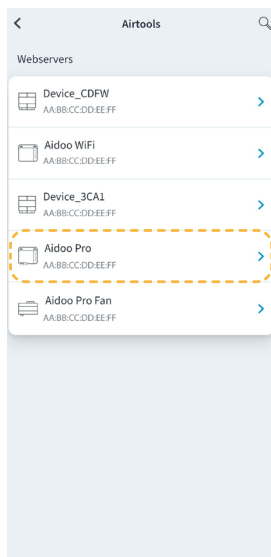 Airtools
Webservers
Device_CDFW
AA:BB:CC:DD:EE:FF
Aidoo WiFi
AA:BB:CC:DD:EE:FF
Device_3CA1
AA:BB:CC:DD:EE:FF
Aidoo Pro
AA:BB:CC:DD:EE:FF
Aidoo Pro Fan
AA:BB:CC:DD:EE:FF